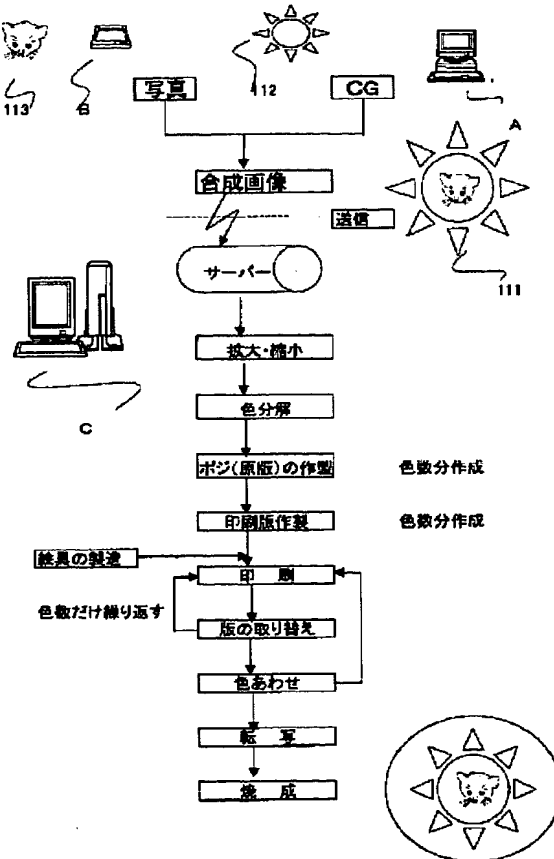 113
B
112
写真
CG
A
合成画像
送信
サーバー
111
拡大・縮小
C
色分解
ポジ(原版)の作製
色数分作成
印刷版作製
色数分作成
絵具の製造
印 刷
色数だけ繰り返す
版の取り替え
色あわせ
転 写
焼 成